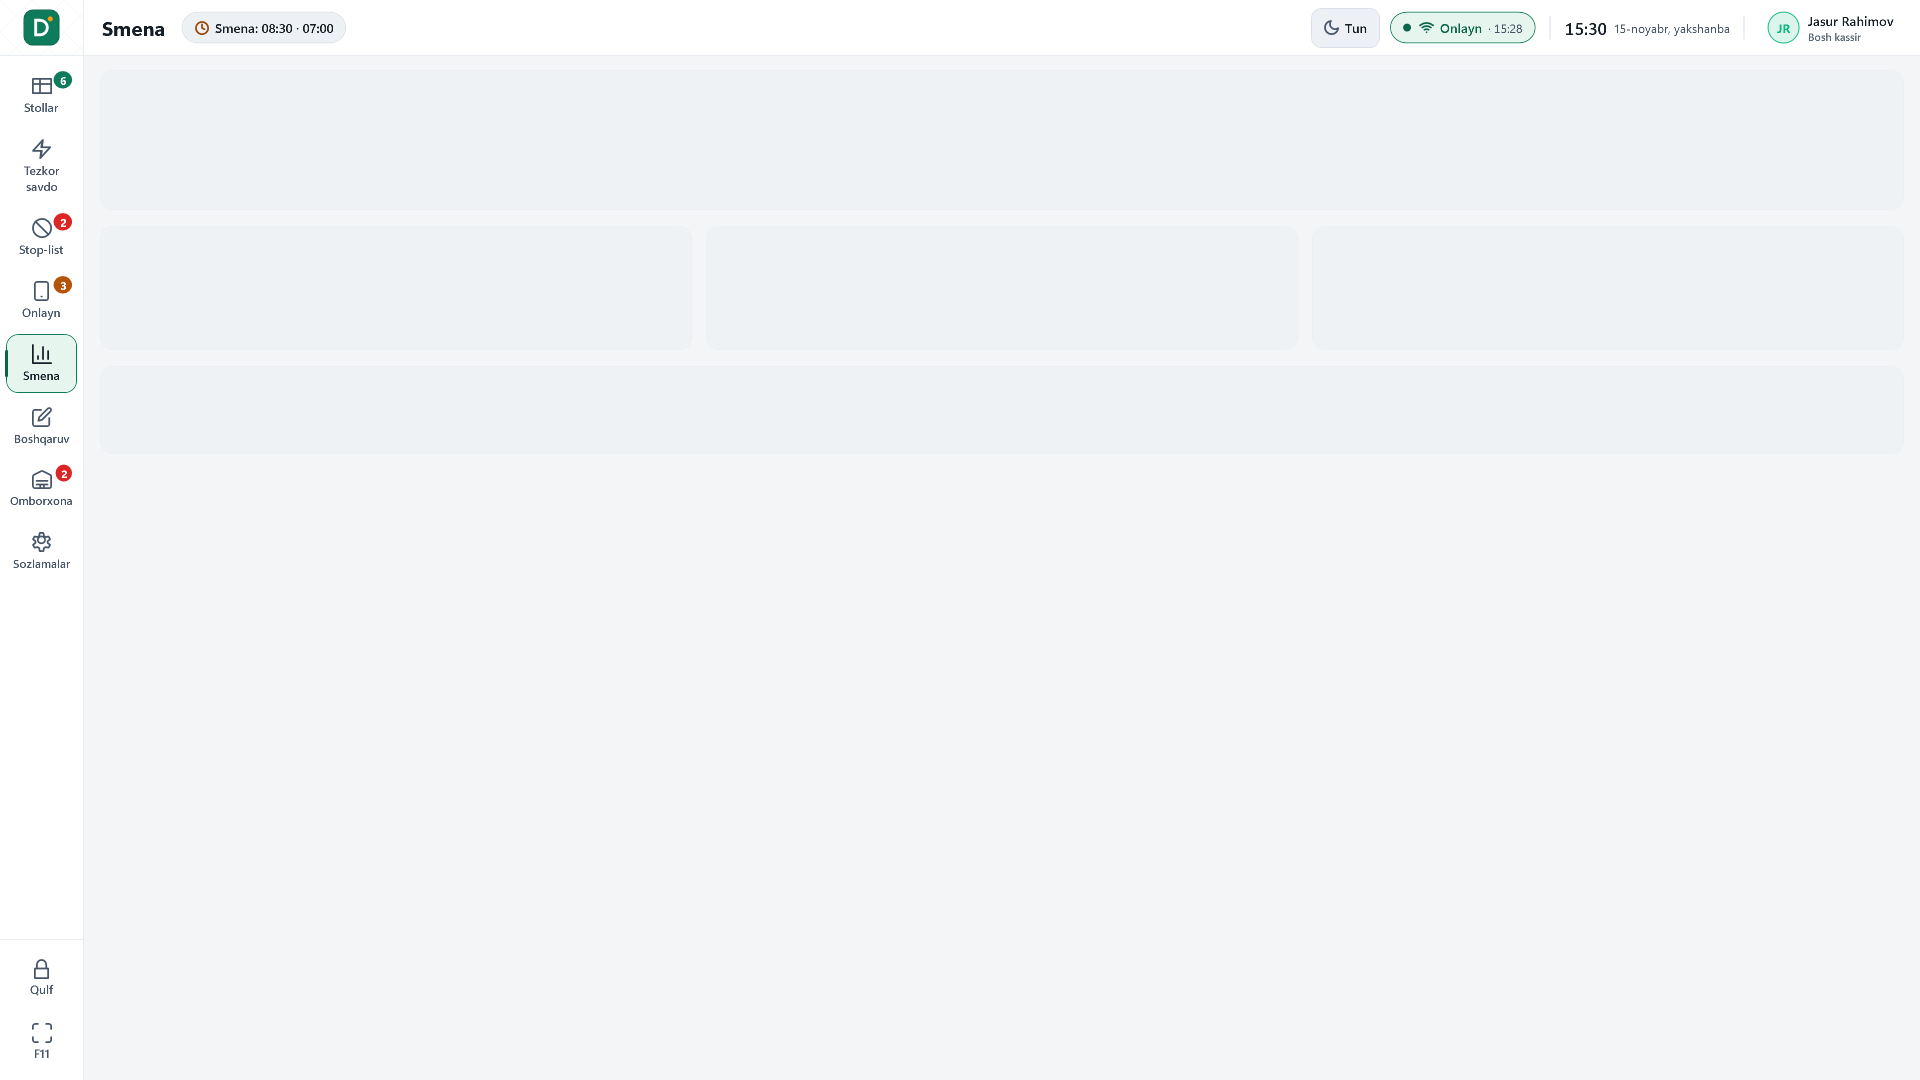 D
Smena
Smena: 08:30 · 07:00
Tun
Onlayn · 15:28
15:30 15-noyabr, yakshanba
JR
Jasur Rahimov
Bosh kassir
6
Stollar
Tezkor
savdo
2
Stop-list
3
Onlayn
Smena
Boshqaruv
2
Omborxona
Sozlamalar
Qulf
F11